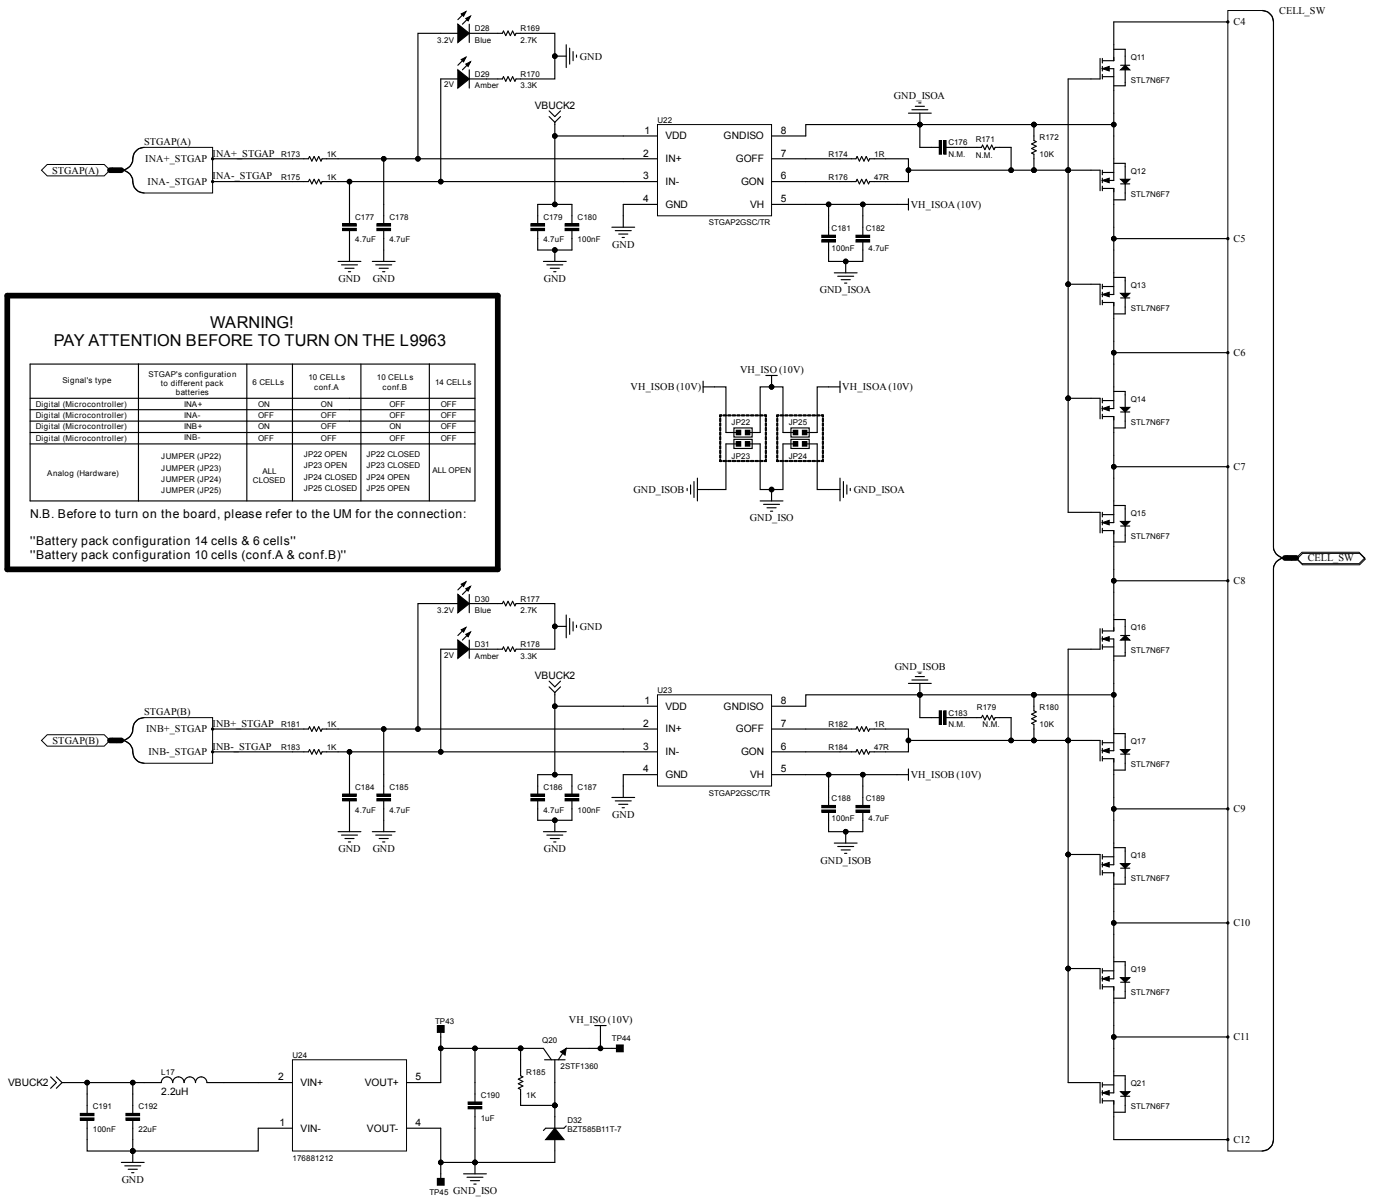 CELL_SW
C4
D28 R169
3.2V Blue 2.7K
GND
D29 R170
2V Amber 3.3K
Q11
STL7N6F7
GND_ISOA
VBUCK2
U22
1 VDD GNDISO 8
2 IN+ GOFF 7
3 IN- GON 6
4 GND VH 5
STGAP2GSC/TR
STGAP(A)
STGAP(A)
INA+_STGAP INA+_STGAP R173 1K
INA-_STGAP INA-_STGAP R175 1K
R174 1R
R176 47R
C176 R171
N.M. N.M.
R172
10K
Q12
STL7N6F7
VH_ISOA (10V)
C177 C178
4.7uF 4.7uF
GND GND
C179 C180
4.7uF 100nF
GND
GND
C181 C182
100nF 4.7uF
GND_ISOA
C5
Q13
STL7N6F7
C6
WARNING!
PAY ATTENTION BEFORE TO TURN ON THE L9963
Signal's type STGAP's configuration to different pack batteries 6 CELLs 10 CELLs conf.A 10 CELLs conf.B 14 CELLs
Digital (Microcontroller) INA+ ON ON OFF OFF
Digital (Microcontroller) INA- OFF OFF OFF OFF
Digital (Microcontroller) INB+ ON OFF ON OFF
Digital (Microcontroller) INB- OFF OFF OFF OFF
Analog (Hardware) ALL CLOSED ALL OPEN
JUMPER (JP22) JP22 OPEN JP22 CLOSED
JUMPER (JP23) JP23 OPEN JP23 CLOSED
JUMPER (JP24) JP24 CLOSED JP24 OPEN
JUMPER (JP25) JP25 CLOSED JP25 OPEN
N.B. Before to turn on the board, please refer to the UM for the connection:
"Battery pack configuration 14 cells & 6 cells"
"Battery pack configuration 10 cells (conf.A & conf.B)"
VH_ISO (10V)
VH_ISOB (10V) VH_ISOA (10V)
JP22 JP25
JP23 JP24
GND_ISOB GND_ISOA
GND_ISO
Q14
STL7N6F7
C7
Q15
STL7N6F7
CELL_SW
C8
D30 R177
3.2V Blue 2.7K
GND
D31 R178
2V Amber 3.3K
Q16
STL7N6F7
GND_ISOB
VBUCK2
U23
1 VDD GNDISO 8
2 IN+ GOFF 7
3 IN- GON 6
4 GND VH 5
STGAP2GSC/TR
STGAP(B)
STGAP(B)
INB+_STGAP INB+_STGAP R181 1K
INB-_STGAP INB-_STGAP R183 1K
R182 1R
R184 47R
C183 R179
N.M. N.M.
R180
10K
Q17
STL7N6F7
VH_ISOB (10V)
C184 C185
4.7uF 4.7uF
GND GND
C186 C187
4.7uF 100nF
GND
GND
C188 C189
100nF 4.7uF
GND_ISOB
C9
Q18
STL7N6F7
C10
Q19
STL7N6F7
C11
Q21
STL7N6F7
C12
VBUCK2
L17
2.2uH
C191 C192
100nF 22uF
GND
U24
2 VIN+ VOUT+ 5
1 VIN- VOUT- 4
176881212
TP43
TP45
C190
1uF
GND_ISO
R185
1K
Q20
2STF1360
VH_ISO (10V)
TP44
D32
BZT585B11T-7